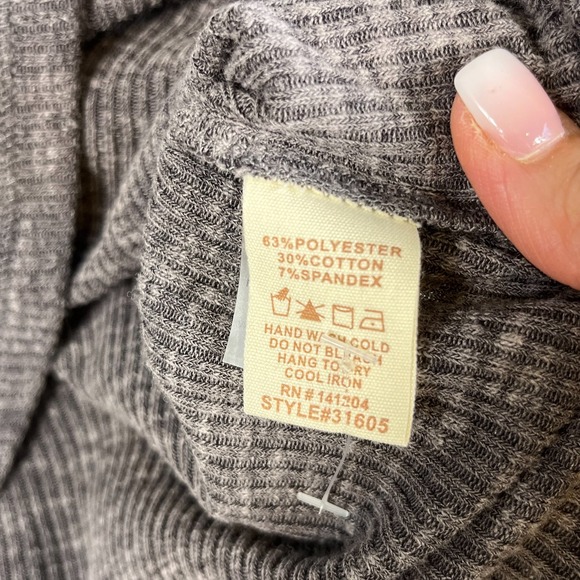 63%POLYESTER
30%COTTON
7%SPANDEX
HAND WASH COLD
DO NOT BLEACH
HANG TO DRY
COOL IRON
RN # 141204
STYLE#31605